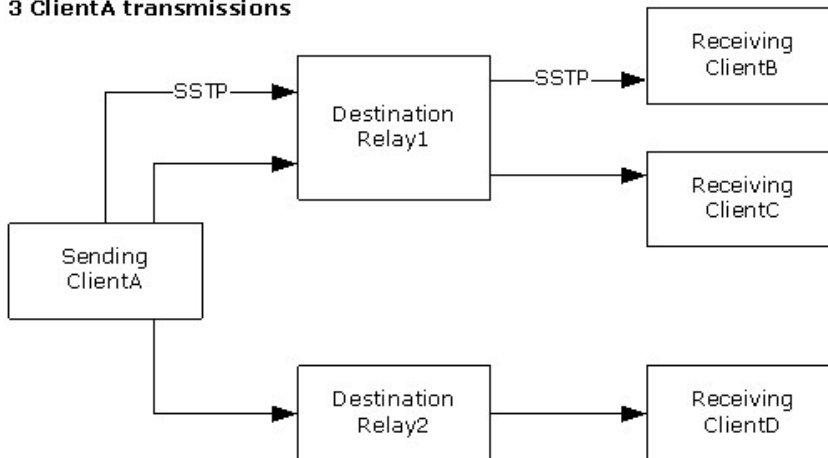 3 ClientA transmissions
SSTP
SSTP
Receiving
ClientB
Destination
Relay1
Receiving
ClientC
Sending
ClientA
Destination
Relay2
Receiving
ClientD